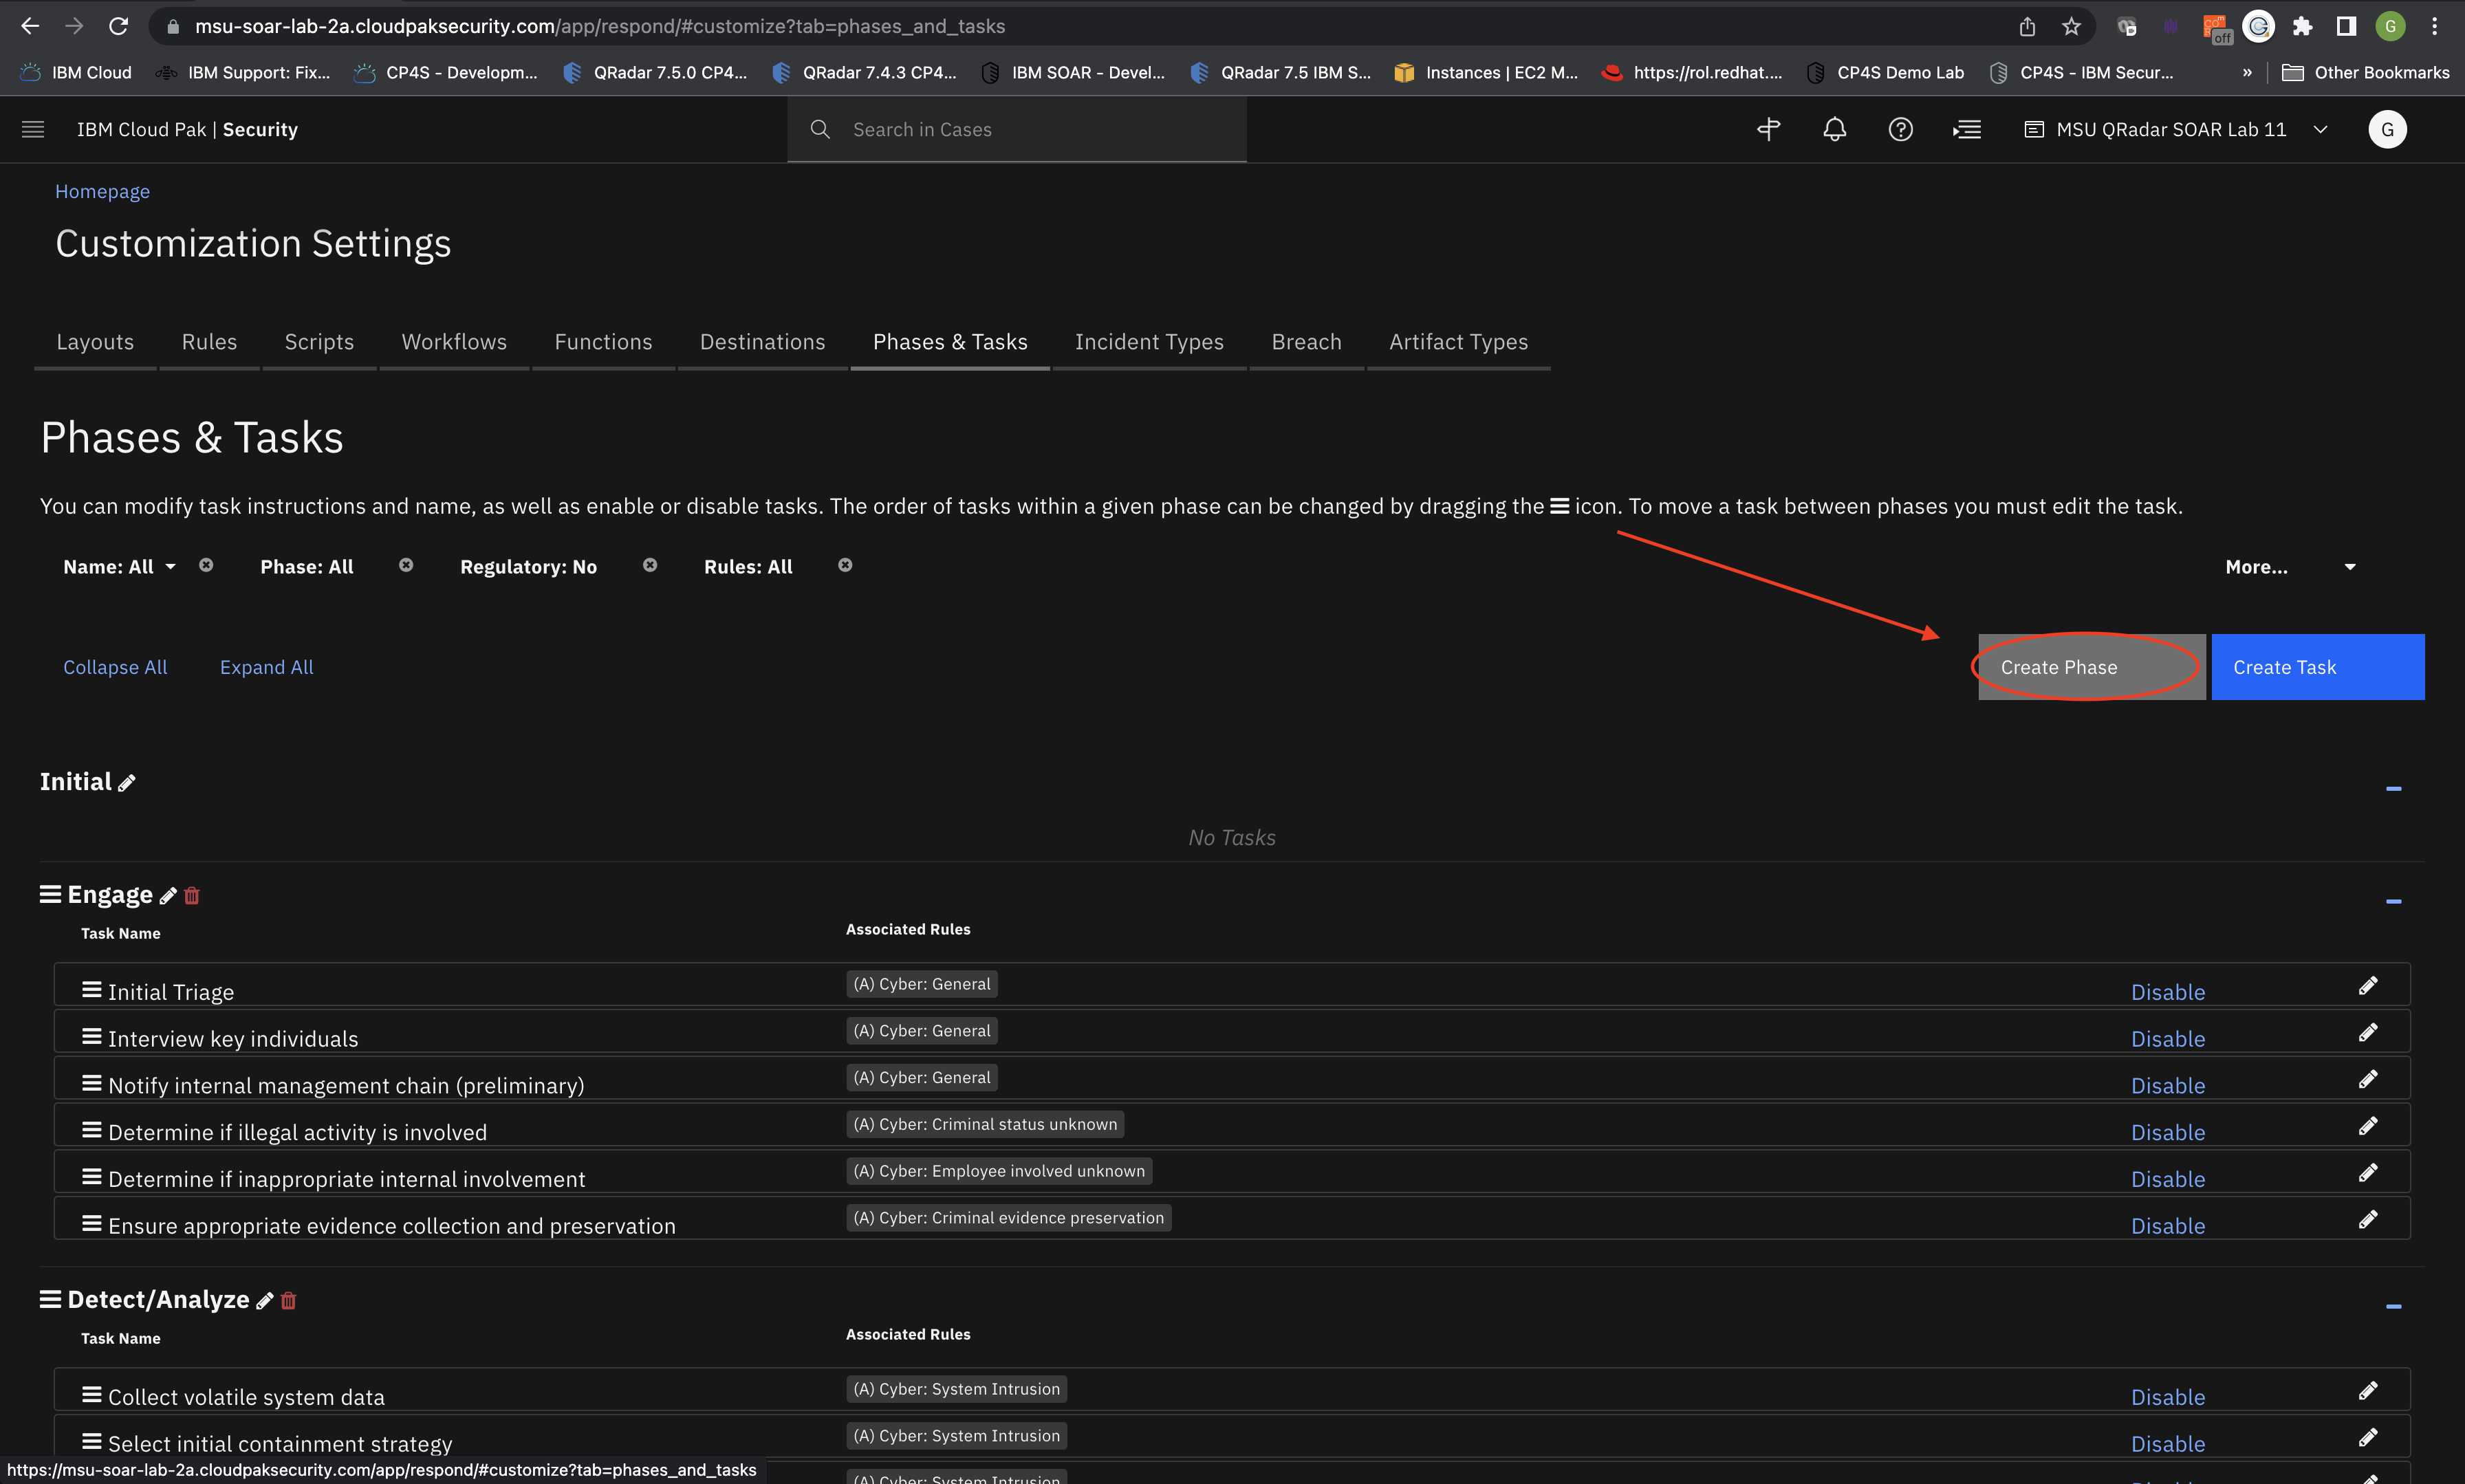 msu-soar-lab-2a.cloudpaksecurity.com/app/respond/#customize?tab=phases_and_tasks
off
G
IBM Cloud
IBM Support: Fix...
CP4S - Developm...
QRadar 7.5.0 CP4...
QRadar 7.4.3 CP4...
IBM SOAR - Devel...
QRadar 7.5 IBM S...
Instances | EC2 M...
https://rol.redhat....
CP4S Demo Lab
CP4S - IBM Secur...
»
Other Bookmarks
IBM Cloud Pak | Security
Search in Cases
MSU QRadar SOAR Lab 11
G
Homepage
Customization Settings
Layouts
Rules
Scripts
Workflows
Functions
Destinations
Phases & Tasks
Incident Types
Breach
Artifact Types
Phases & Tasks
You can modify task instructions and name, as well as enable or disable tasks. The order of tasks within a given phase can be changed by dragging the icon. To move a task between phases you must edit the task.
Name: All
Phase: All
Regulatory: No
Rules: All
More...
Collapse All
Expand All
Create Phase
Create Task
Initial
No Tasks
Engage
Task Name
Associated Rules
Initial Triage
(A) Cyber: General
Disable
Interview key individuals
(A) Cyber: General
Disable
Notify internal management chain (preliminary)
(A) Cyber: General
Disable
Determine if illegal activity is involved
(A) Cyber: Criminal status unknown
Disable
Determine if inappropriate internal involvement
(A) Cyber: Employee involved unknown
Disable
Ensure appropriate evidence collection and preservation
(A) Cyber: Criminal evidence preservation
Disable
Detect/Analyze
Task Name
Associated Rules
Collect volatile system data
(A) Cyber: System Intrusion
Disable
Select initial containment strategy
(A) Cyber: System Intrusion
Disable
(A) Cyber: System Intrusion
https://msu-soar-lab-2a.cloudpaksecurity.com/app/respond/#customize?tab=phases_and_tasks